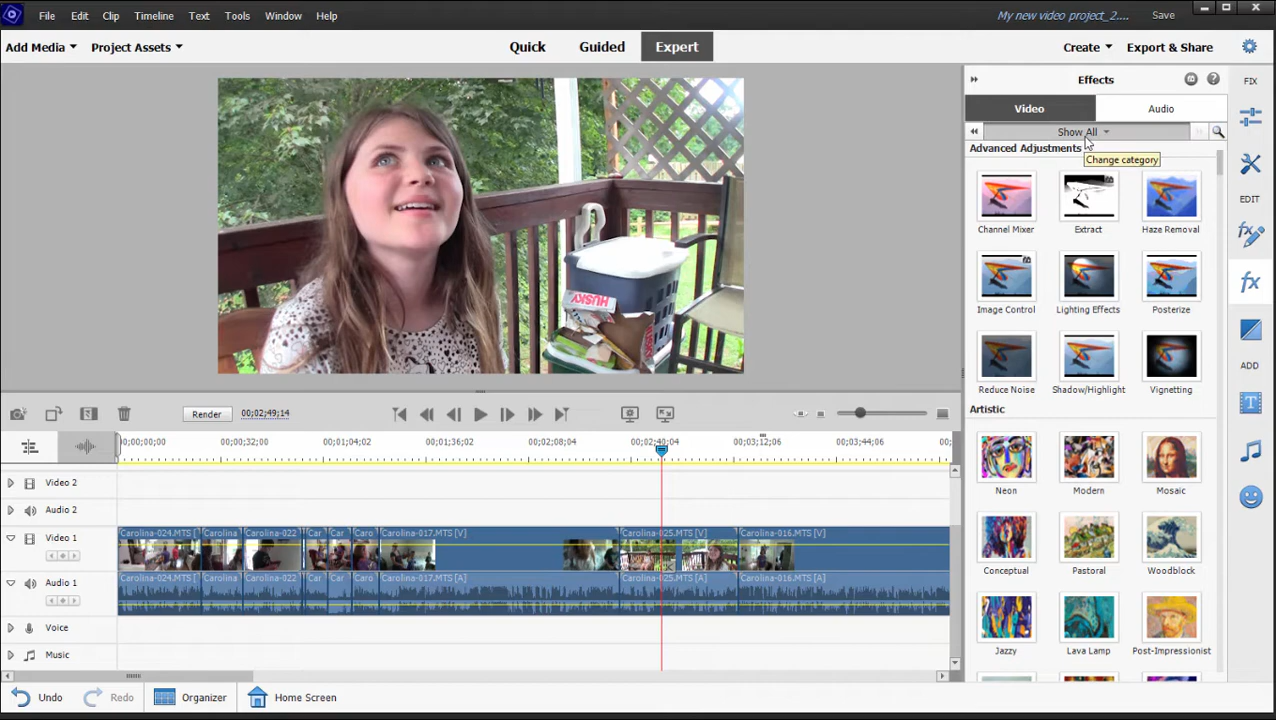 File Edit Clip Timeline Text Tools Window Help
My new video project_2.... Save
Add Media Project Assets
Quick Guided Expert
Create Export & Share
HUSKY
Render 00;02;49;14
00;00;00;00 00;00;32;00 00;01;04;02 00;01;36;02 00;02;08;04 00;02;40;04 00;03;12;06 00;03;44;06 00;
Video 2
Audio 2
Video 1
Carolina-024.MTS [ Carolina Carolina-022 Car Car Caro Carolina-017.MTS [V] Carolina-025.MTS [V] Carolina-016.MTS [V]
Audio 1
Carolina-024.MTS [ Carolina Carolina-022 Car Car Caro Carolina-017.MTS [A] Carolina-025.MTS [A] Carolina-016.MTS [A]
Voice
Music
Undo Redo Organizer Home Screen
Effects
Video Audio
Show All
Change category
Advanced Adjustments
Channel Mixer Extract Haze Removal
Image Control Lighting Effects Posterize
Reduce Noise Shadow/Highlight Vignetting
Artistic
Neon Modern Mosaic
Conceptual Pastoral Woodblock
Jazzy Lava Lamp Post-Impressionist
FIX
EDIT
fx
ADD
T